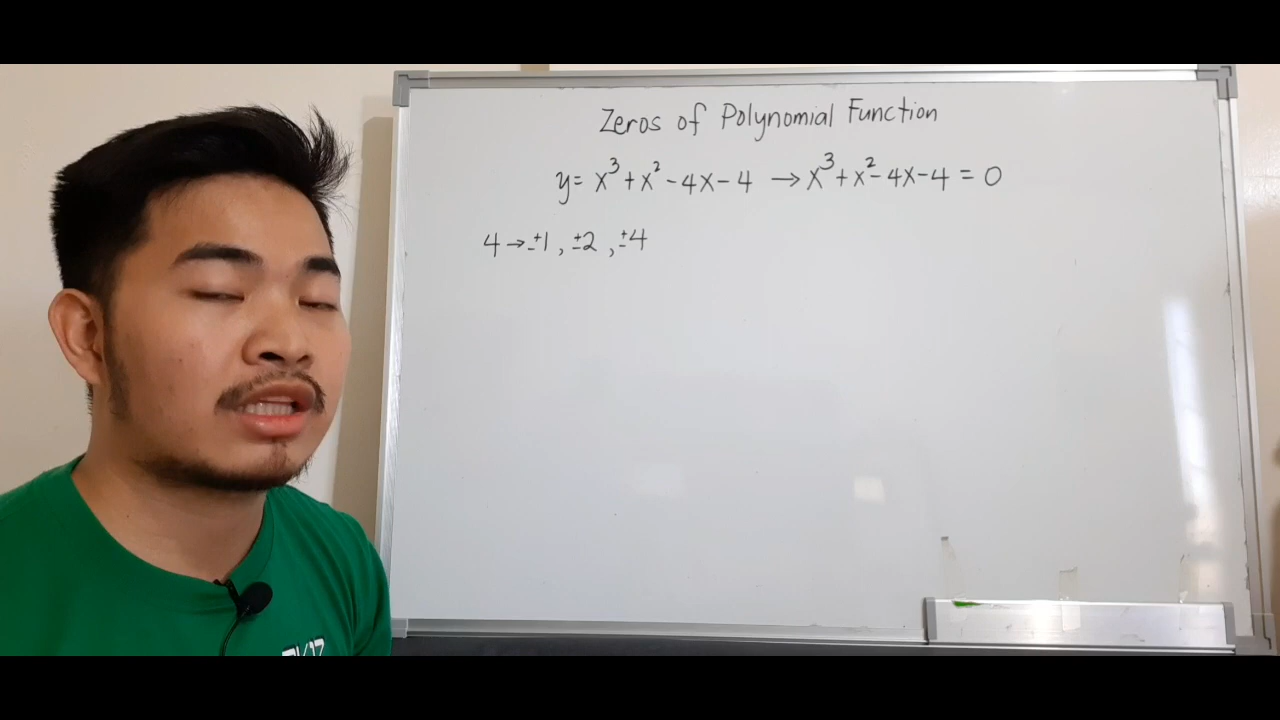 Zeros of Polynomial Function
y = x³ + x² - 4x - 4 → x³ + x² - 4x - 4 = 0
4 → ±1, ±2, ±4